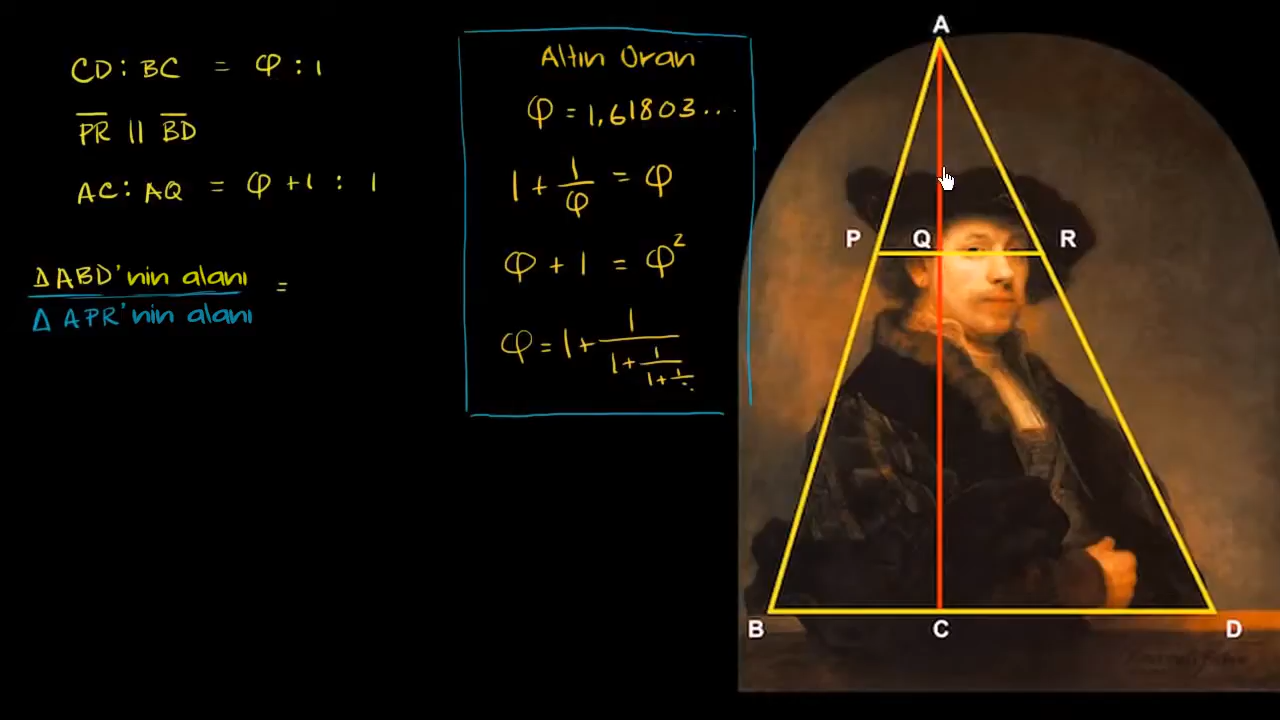 CD : BC = φ : 1
PR || BD
AC : AQ = φ + 1 : 1
Δ ABD'nin alanı =
Δ APR'nin alanı
Altın Oran
φ = 1,61803...
1 + 1/φ = φ
φ + 1 = φ²
φ = 1 + 1/(1 + 1/(1 + 1/...
A
P Q R
B C D